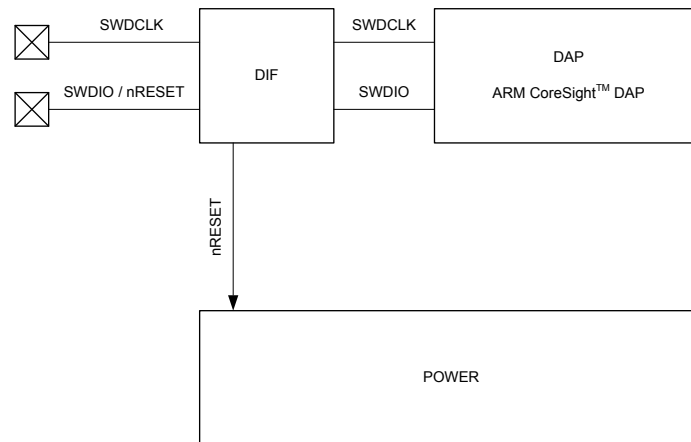 SWDCLK
SWDCLK
DIF
DAP
ARM CoreSight™ DAP
SWDIO / nRESET
SWDIO
nRESET
POWER